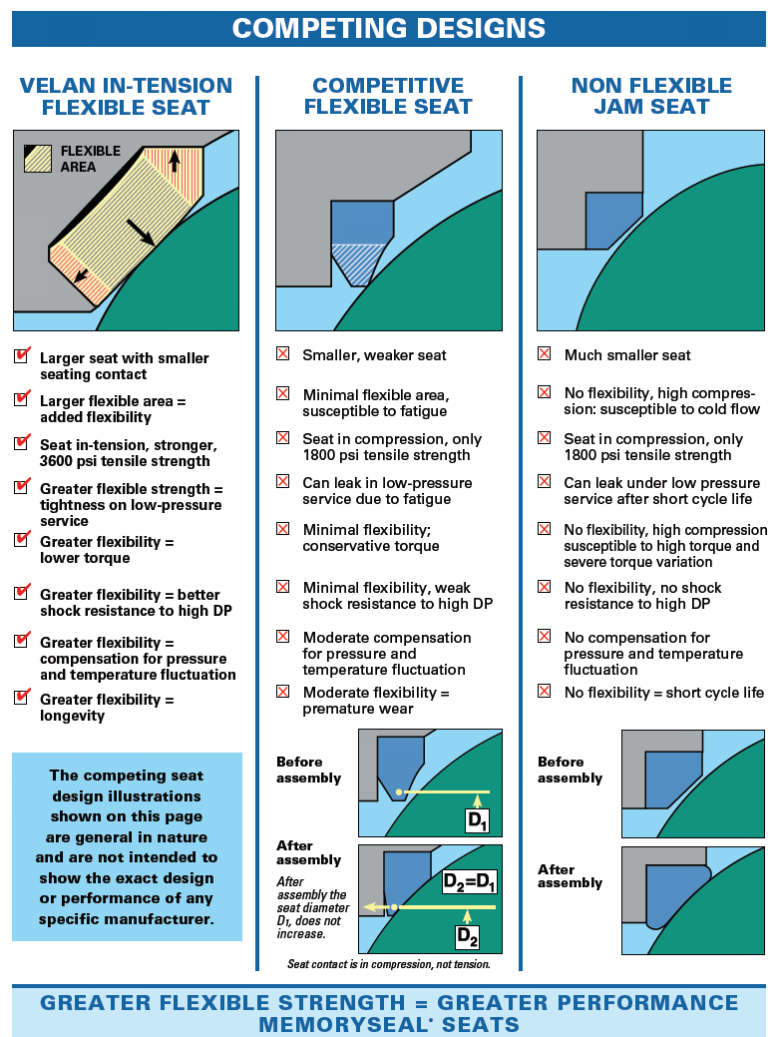 COMPETING DESIGNS
VELAN IN-TENSION
FLEXIBLE SEAT
FLEXIBLE
AREA
Larger seat with smaller
seating contact
Larger flexible area =
added flexibility
Seat in-tension, stronger,
3600 psi tensile strength
Greater flexible strength =
tightness on low-pressure
service
Greater flexibility =
lower torque
Greater flexibility = better
shock resistance to high DP
Greater flexibility =
compensation for pressure
and temperature fluctuation
Greater flexibility =
longevity
The competing seat
design illustrations
shown on this page
are general in nature
and are not intended to
show the exact design
or performance of any
specific manufacturer.
COMPETITIVE
FLEXIBLE SEAT
Smaller, weaker seat
Minimal flexible area,
susceptible to fatigue
Seat in compression, only
1800 psi tensile strength
Can leak in low-pressure
service due to fatigue
Minimal flexibility;
conservative torque
Minimal flexibility, weak
shock resistance to high DP
Moderate compensation
for pressure and
temperature fluctuation
Moderate flexibility =
premature wear
Before
assembly
D₁
After
assembly
After
assembly the
seat diameter
D₁, does not
increase.
D₂=D₁
D₂
Seat contact is in compression, not tension.
NON FLEXIBLE
JAM SEAT
Much smaller seat
No flexibility, high compres-
sion: susceptible to cold flow
Seat in compression, only
1800 psi tensile strength
Can leak under low pressure
service after short cycle life
No flexibility, high compression
susceptible to high torque and
severe torque variation
No flexibility, no shock
resistance to high DP
No compensation for
pressure and temperature
fluctuation
No flexibility = short cycle life
Before
assembly
After
assembly
GREATER FLEXIBLE STRENGTH = GREATER PERFORMANCE
MEMORYSEAL• SEATS